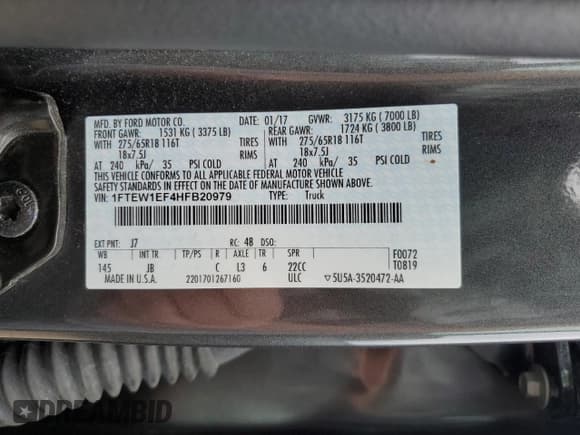 MFD. BY FORD MOTOR CO. DATE: 01/17 GVWR: 3175 KG ( 7000 LB)
FRONT GAWR: 1531 KG ( 3375 LB) REAR GAWR: 1724 KG ( 3800 LB)
WITH 275/65R18 116T TIRES WITH 275/65R18 116T TIRES
18x7.5J RIMS 18x7.5J RIMS
AT 240 kPa/ 35 PSI COLD AT 240 kPa/ 35 PSI COLD
THIS VEHICLE CONFORMS TO ALL APPLICABLE FEDERAL MOTOR VEHICLE
SAFETY AND THEFT PREVENTION STANDARDS IN EFFECT ON THE DATE OF
MANUFACTURE SHOWN ABOVE.
VIN: 1FTEW1EF4HFB20979 TYPE: Truck
EXT PNT: J7 RC: 48 DSO: F0072
WB INT TR TP/PS R AXLE TR SPR T0819
145 JB C L3 6 22CC
MADE IN U.S.A. 2201701267160 ULC ▽5U5A-3520472-AA
DREAMBID